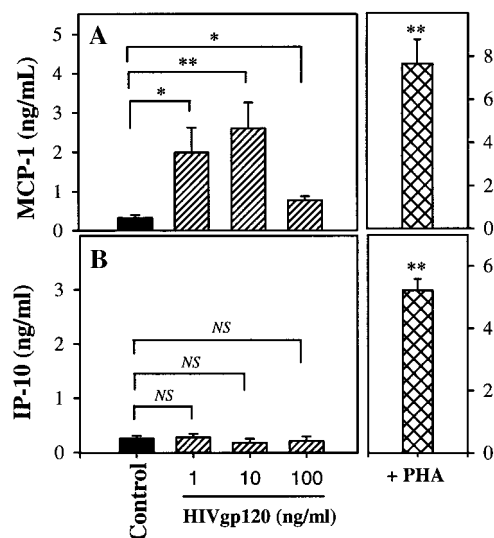 A
MCP-1 (ng/mL)
5
4
3
2
1
0
*
**
*
**
8
6
4
2
0
B
IP-10 (ng/ml)
3
2
1
0
NS
NS
NS
**
6
4
2
0
Control
1 10 100
HIVgp120 (ng/ml)
+ PHA